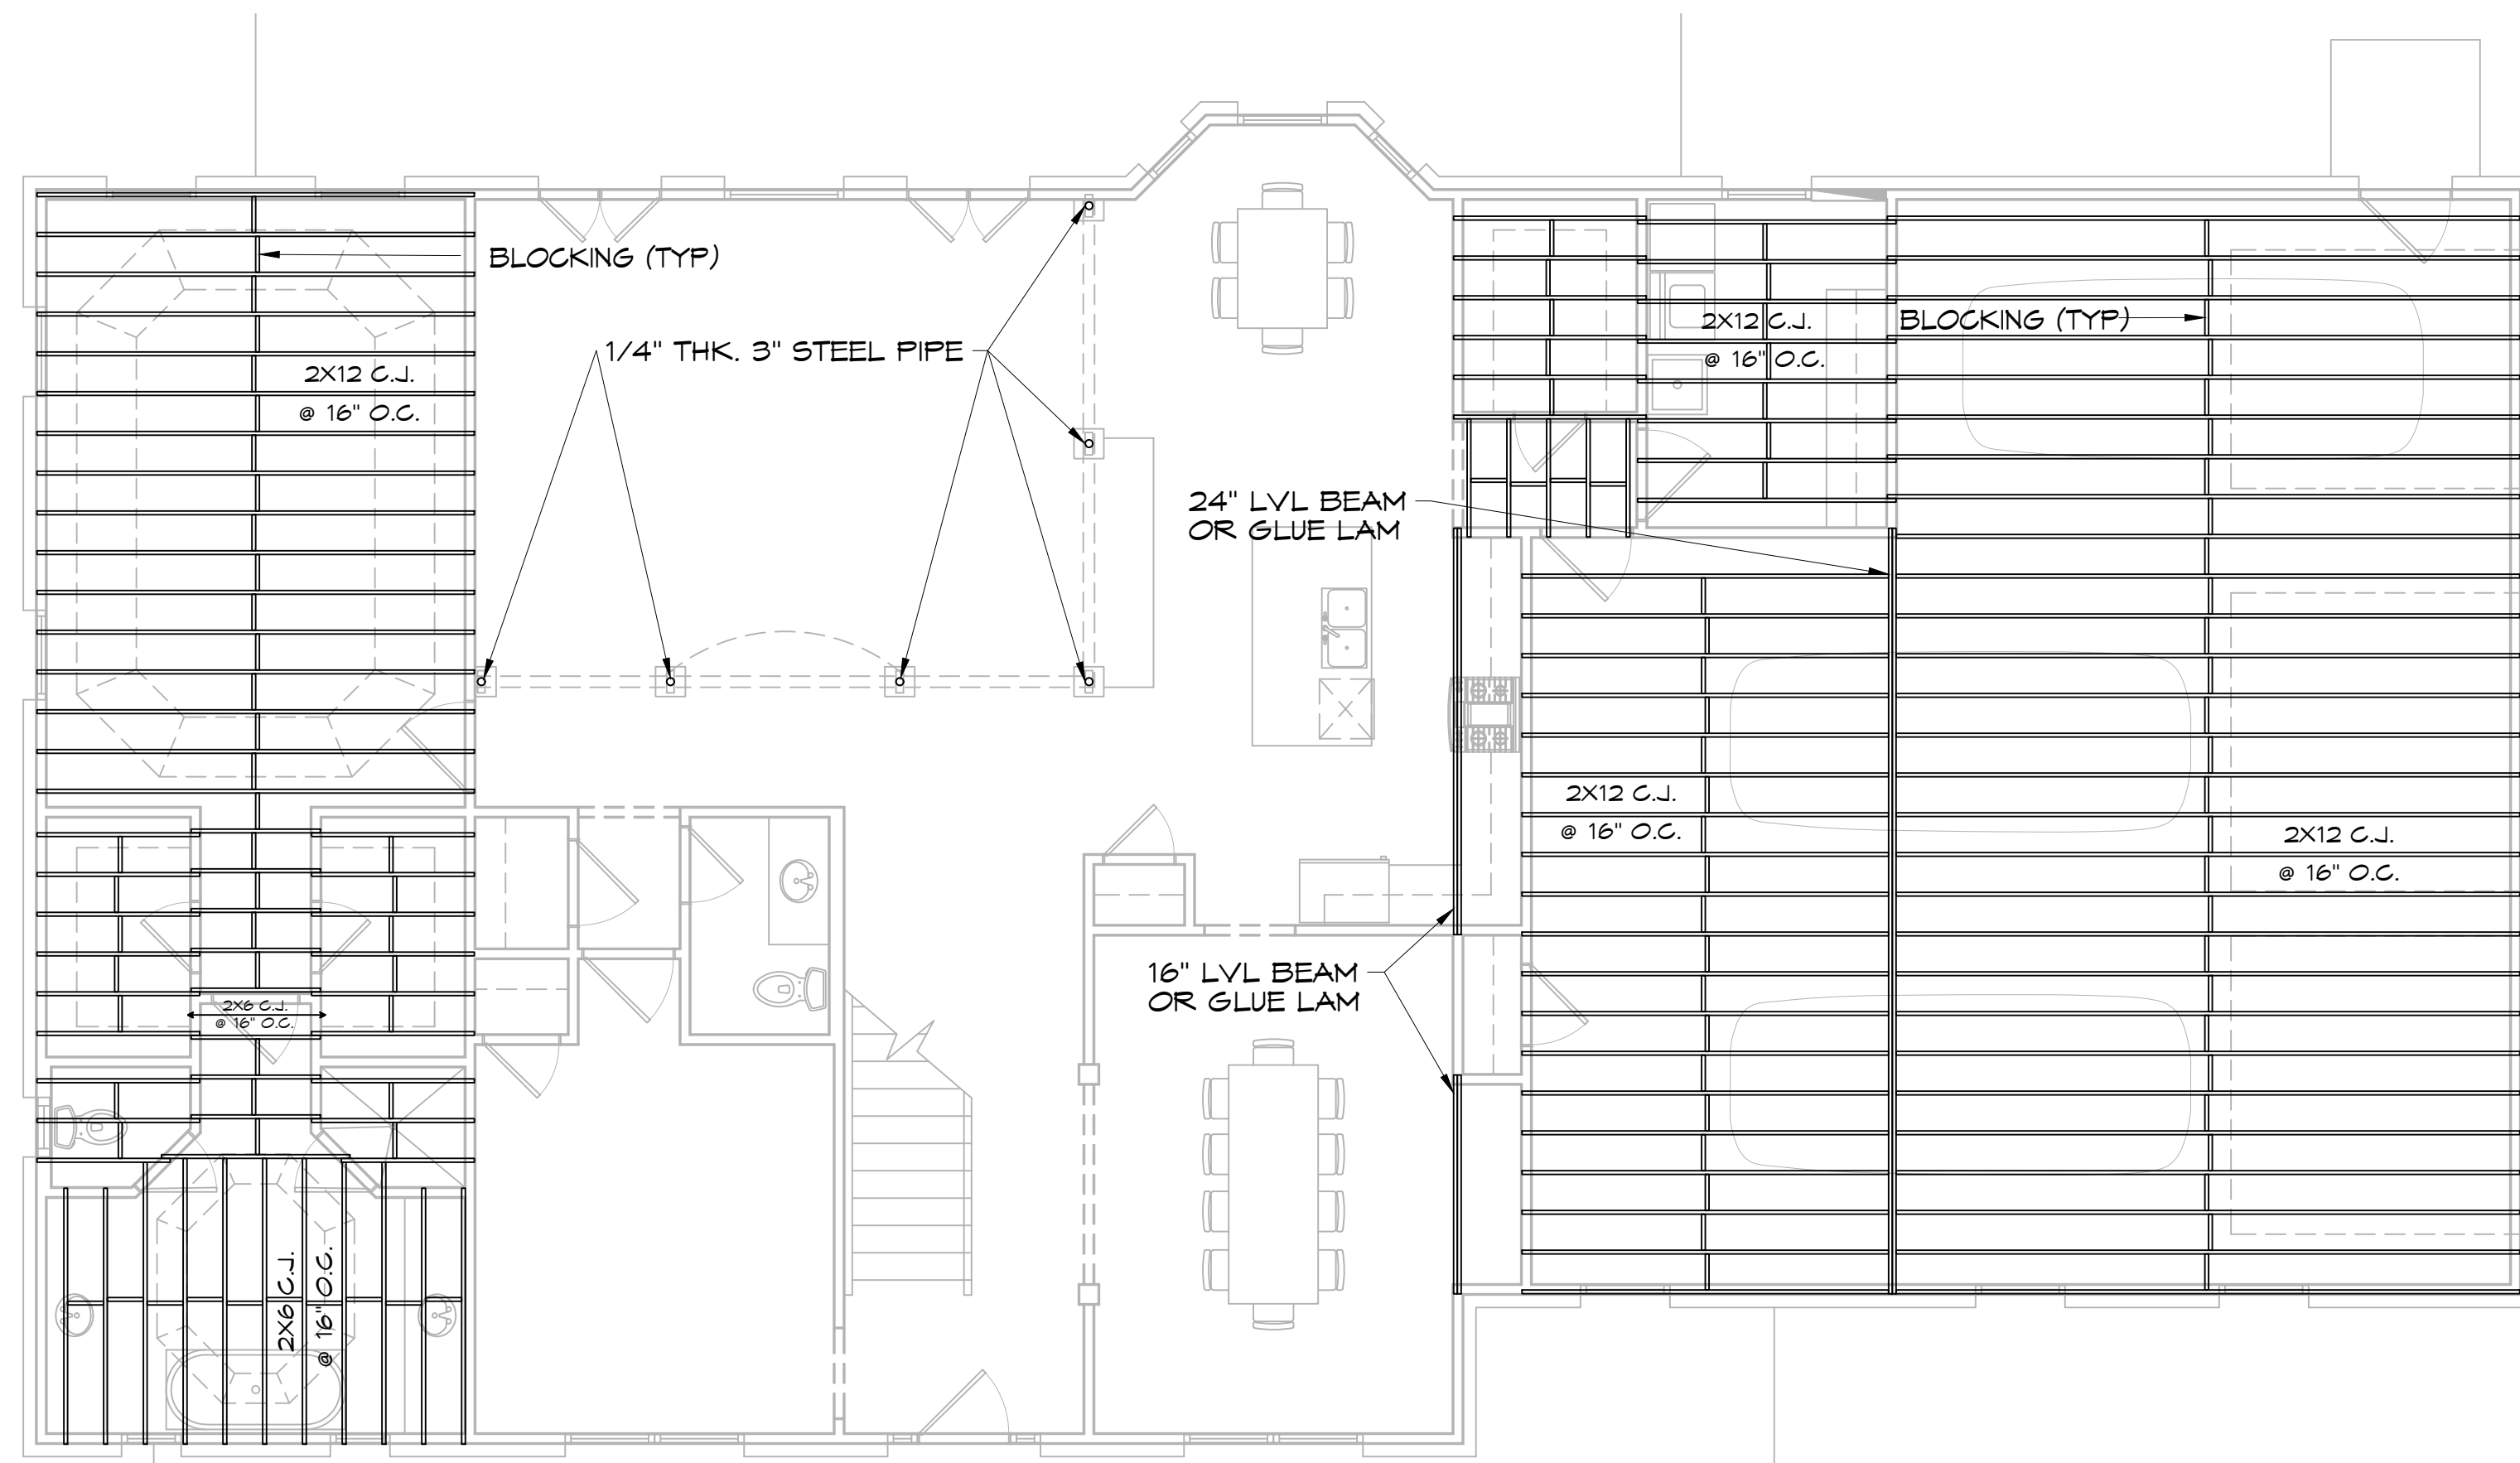 BLOCKING (TYP)
2X12 C.J.
@ 16" O.C.
1/4" THK. 3" STEEL PIPE
2X12 C.J.
@ 16" O.C.
BLOCKING (TYP)
24" LVL BEAM
OR GLUE LAM
2X12 C.J.
@ 16" O.C.
2X12 C.J.
@ 16" O.C.
16" LVL BEAM
OR GLUE LAM
2X6 C.J.
@ 16" O.C.
2X6 C.J.
@ 16" O.C.